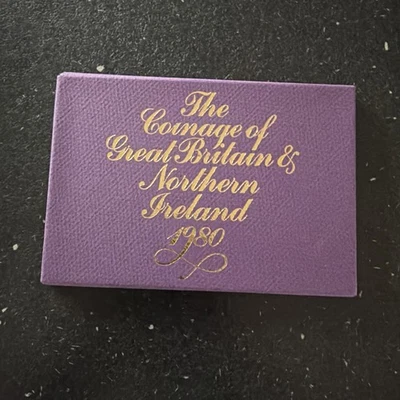 The
Coinage of
Great Britain &
Northern
Ireland
1980